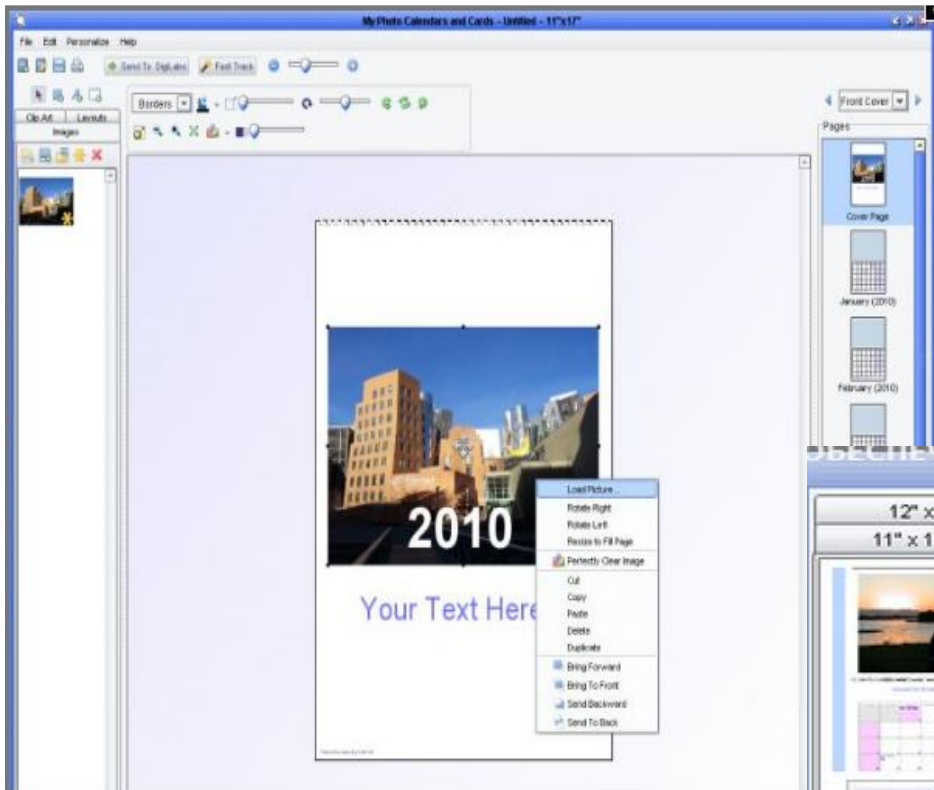 My Photo Calendars and Cards - Untitled - 11"x17"
File Edit Personalize Help
Send To DigiLabs Fast Track
Borders
Front Cover
Clip Art Layouts
Images
Pages
Cover Page
January (2010)
February (2010)
2010
Your Text Here
Load Picture ..
Rotate Right
Rotate Left
Resize to Fill Page
Perfectly Clear Image
Cut
Copy
Paste
Delete
Duplicate
Bring Forward
Bring To Front
Send Backward
Send To Back
12" x
11" x 1